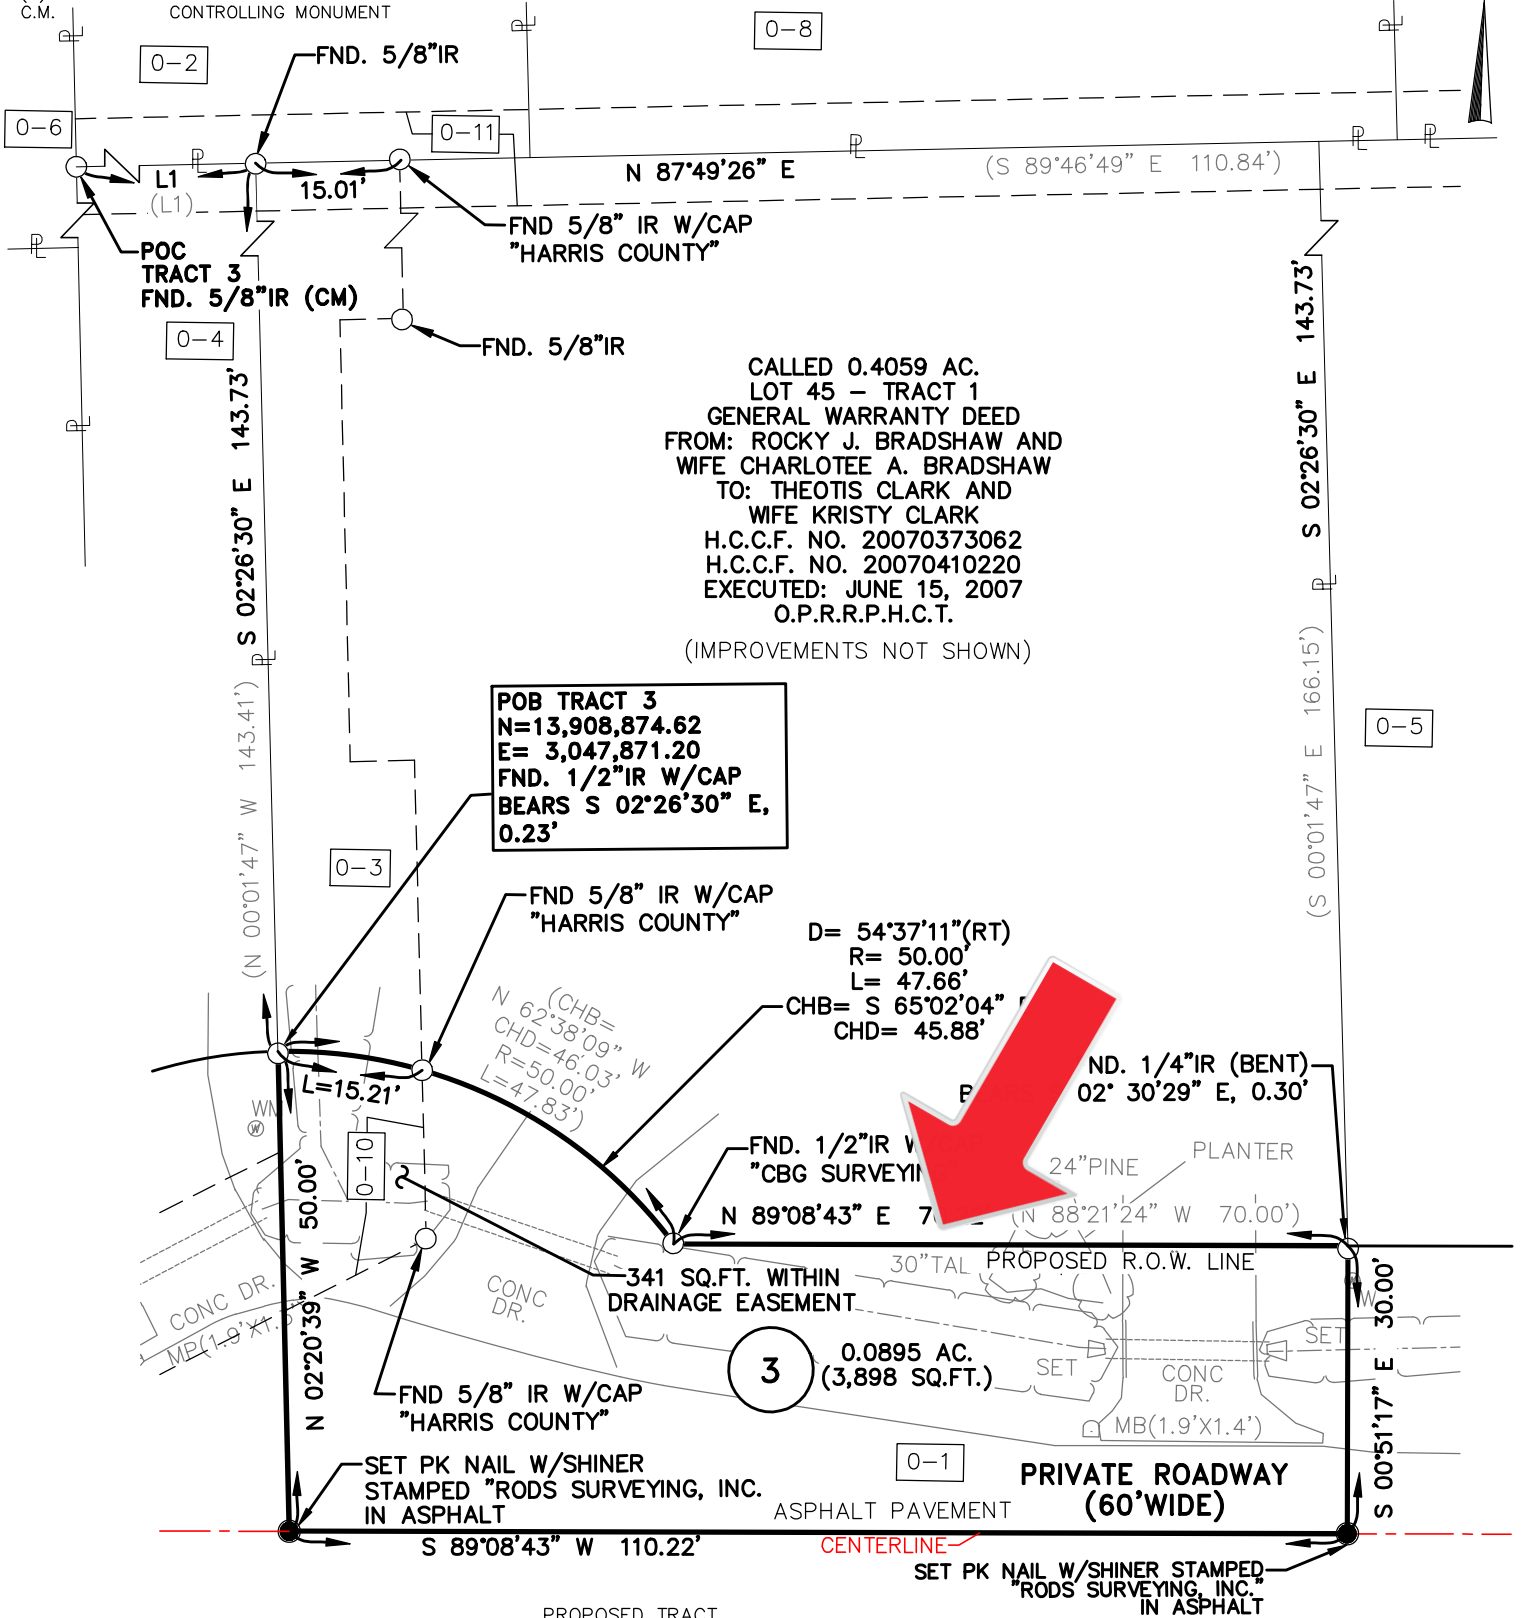 C.M.
CONTROLLING MONUMENT
0-2
0-8
FND. 5/8"IR
0-6
0-11
L1
(L1)
15.01'
N 87°49'26" E
(S 89°46'49" E 110.84')
FND 5/8" IR W/CAP
"HARRIS COUNTY"
POC
TRACT 3
FND. 5/8"IR (CM)
0-4
FND. 5/8"IR
S 02°26'30" E 143.73'
S 02°26'30" E 143.73'
CALLED 0.4059 AC.
LOT 45 – TRACT 1
GENERAL WARRANTY DEED
FROM: ROCKY J. BRADSHAW AND
WIFE CHARLOTEE A. BRADSHAW
TO: THEOTIS CLARK AND
WIFE KRISTY CLARK
H.C.C.F. NO. 20070373062
H.C.C.F. NO. 20070410220
EXECUTED: JUNE 15, 2007
O.P.R.R.P.H.C.T.
(IMPROVEMENTS NOT SHOWN)
(N 00°01'47" W 143.41')
(S 00°01'47" E 166.15')
0-5
POB TRACT 3
N=13,908,874.62
E= 3,047,871.20
FND. 1/2"IR W/CAP
BEARS S 02°26'30" E,
0.23'
0-3
FND 5/8" IR W/CAP
"HARRIS COUNTY"
D= 54°37'11"(RT)
R= 50.00'
L= 47.66'
CHB= S 65°02'04"
CHD= 45.88'
(CHB=
N 62°38'09" W
CHD=46.03'
R=50.00'
L=47.83')
L=15.21'
WM
W
ND. 1/4"IR (BENT)
02° 30'29" E, 0.30'
0-10
FND. 1/2"IR
"CBG SURVEYIN
24"PINE
PLANTER
N 89°08'43" E
(N 88°21'24" W 70.00')
PROPOSED R.O.W. LINE
30"TAL
341 SQ.FT. WITHIN
DRAINAGE EASEMENT
CONC DR.
MP(1.9'X1.
CONC
DR.
N 02°20'39" W 50.00'
3
0.0895 AC.
(3,898 SQ.FT.)
SET
SET
W
CONC
DR.
MB(1.9'X1.4')
S 00°51'17" E 30.00'
FND 5/8" IR W/CAP
"HARRIS COUNTY"
0-1
PRIVATE ROADWAY
(60'WIDE)
SET PK NAIL W/SHINER
STAMPED "RODS SURVEYING, INC.
IN ASPHALT
ASPHALT PAVEMENT
S 89°08'43" W 110.22'
CENTERLINE
SET PK NAIL W/SHINER STAMPED
"RODS SURVEYING, INC."
IN ASPHALT
PROPOSED TRACT